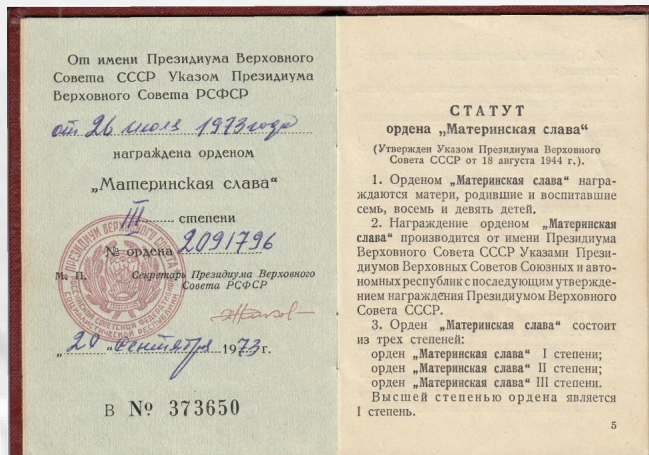 От имени Президиума Верховного
Совета СССР Указом Президиума
Верховного Совета РСФСР
от 26 июля 1973 года
награждена орденом
„Материнская слава“
III степени
№ ордена 2091796
М. П. Секретарь Президиума Верховного
Совета РСФСР
„20“ сентября 1973 г.
В № 373650
СТАТУТ
ордена „Материнская слава“
(Утвержден Указом Президиума Верховного
Совета СССР от 18 августа 1944 г.).
1. Орденом „Материнская слава“ награ-
ждаются матери, родившие и воспитавшие
семь, восемь и девять детей.
2. Награждение орденом „Материнская
слава“ производится от имени Президиума
Верховного Совета СССР Указами Прези-
диумов Верховных Советов Союзных и авто-
номных республик с последующим утвержде-
нием награждения Президиумом Верховного
Совета СССР.
3. Орден „Материнская слава“ состоит
из трех степеней:
орден „Материнская слава“ I степени;
орден „Материнская слава“ II степени;
орден „Материнская слава“ III степени.
Высшей степенью ордена является
I степень.
5